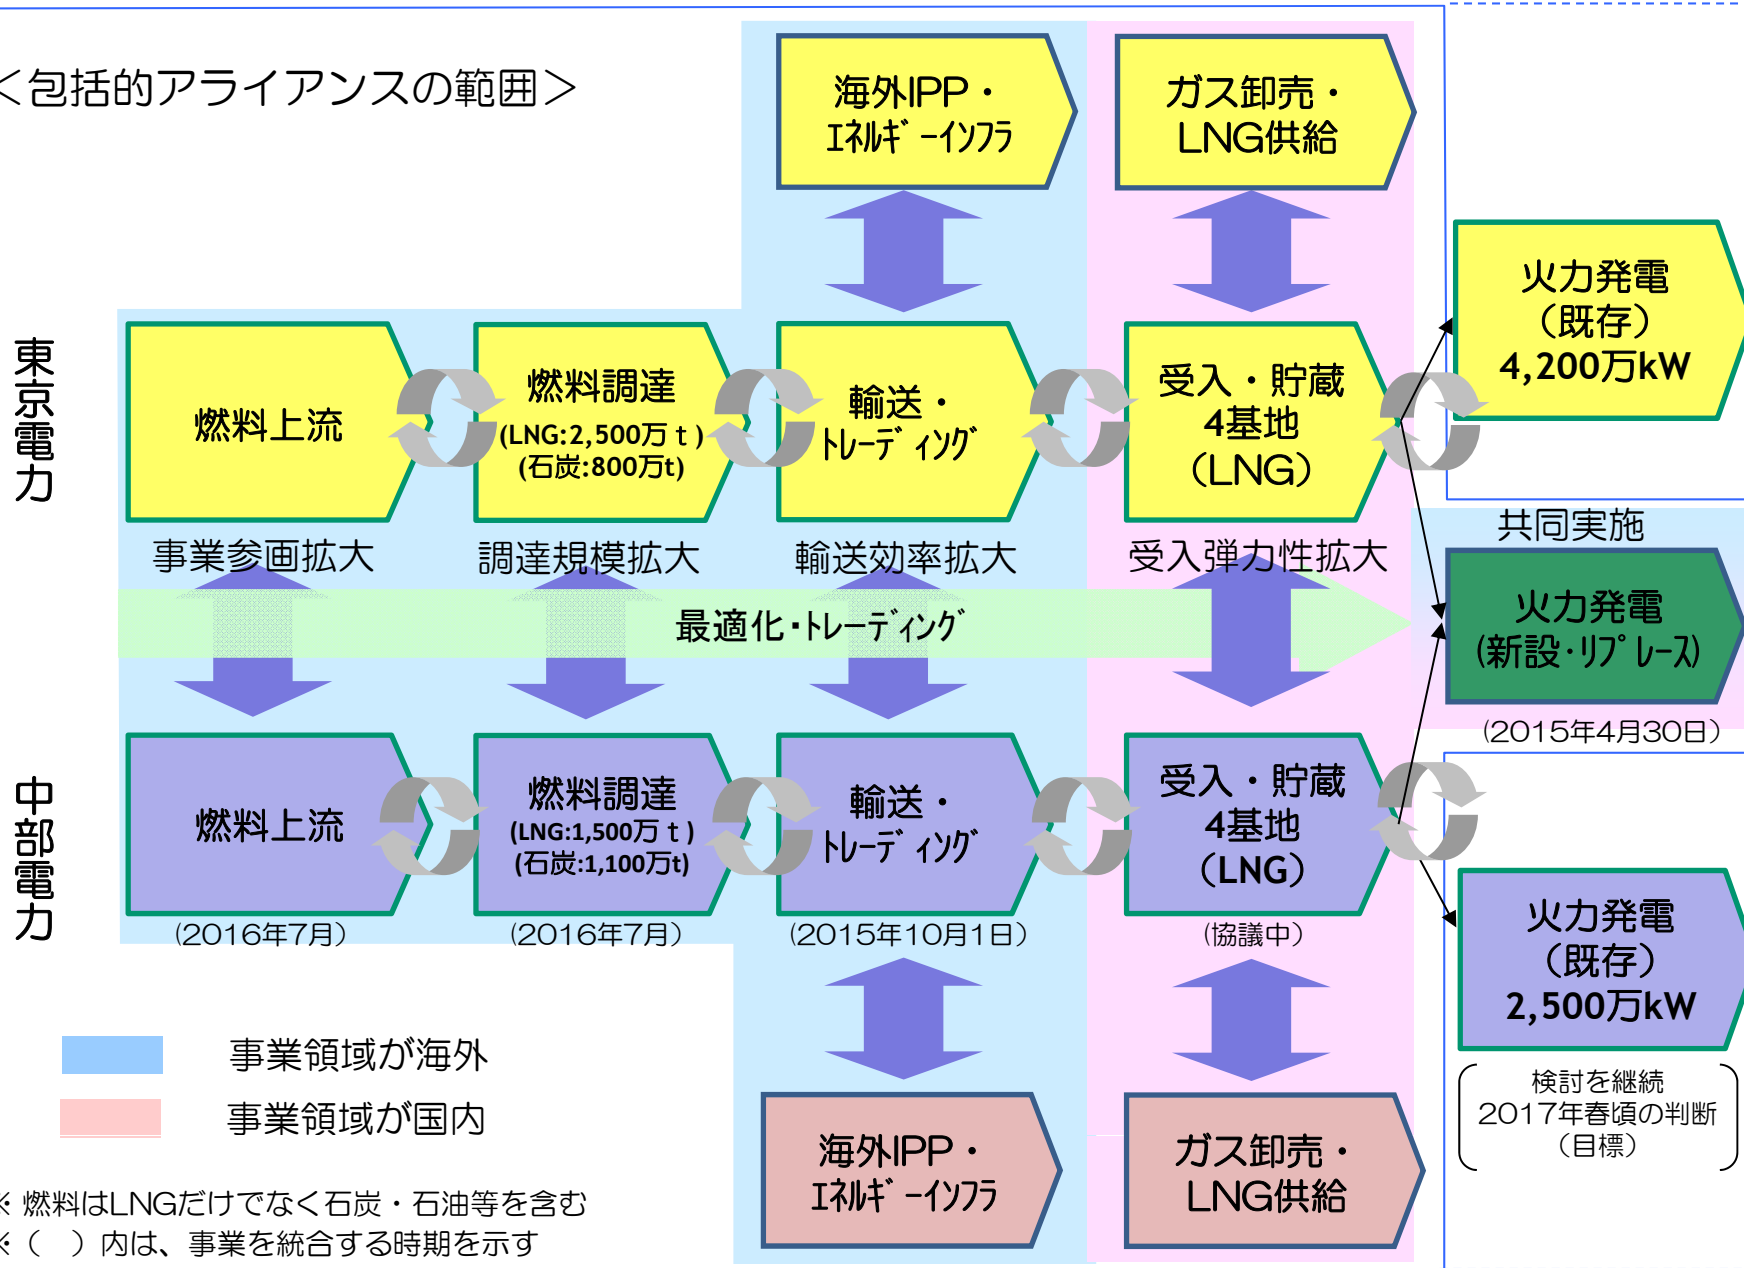 ＜包括的アライアンスの範囲＞
海外IPP・
ｴﾈﾙｷﾞｰｲﾝﾌﾗ
ガス卸売・
LNG供給
東京電力
燃料上流
燃料調達
(LNG:2,500万ｔ)
(石炭:800万t)
輸送・
ﾄﾚｰﾃﾞｨﾝｸﾞ
受入・貯蔵
4基地
（LNG）
火力発電
（既存）
4,200万kW
事業参画拡大
調達規模拡大
輸送効率拡大
受入弾力性拡大
共同実施
最適化・ﾄﾚｰﾃﾞｨﾝｸﾞ
火力発電
(新設・ﾘﾌﾟﾚｰｽ)
(2015年4月30日)
中部電力
燃料上流
燃料調達
(LNG:1,500万ｔ)
(石炭:1,100万t)
輸送・
ﾄﾚｰﾃﾞｨﾝｸﾞ
受入・貯蔵
4基地
（LNG）
火力発電
（既存）
2,500万kW
(2016年7月)
(2016年7月)
(2015年10月1日)
(協議中)
検討を継続
2017年春頃の判断
（目標）
事業領域が海外
事業領域が国内
海外IPP・
ｴﾈﾙｷﾞｰｲﾝﾌﾗ
ガス卸売・
LNG供給
※ 燃料はLNGだけでなく石炭・石油等を含む
※（　）内は、事業を統合する時期を示す